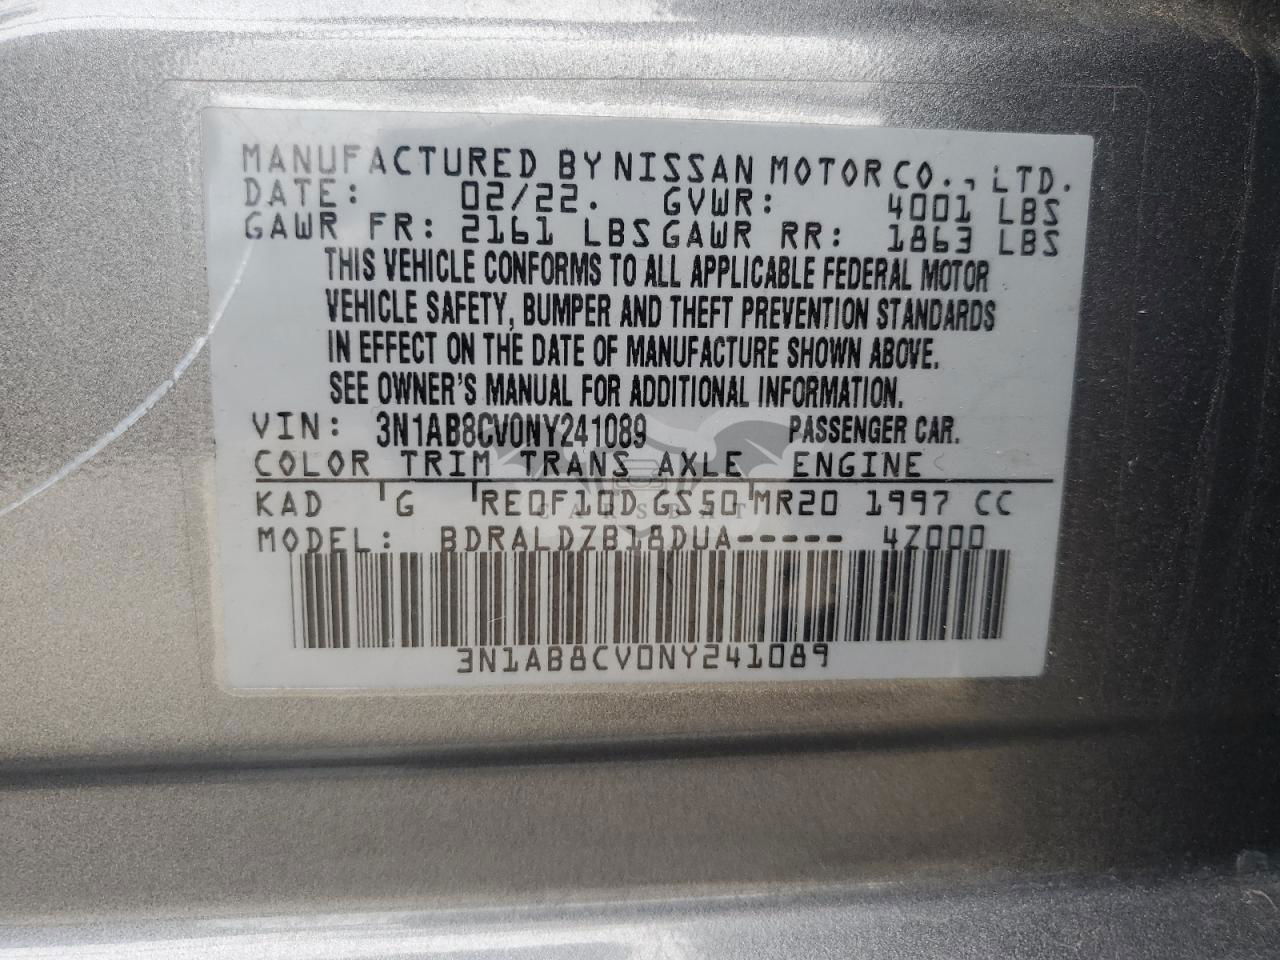 MANUFACTURED BY NISSAN MOTOR CO., LTD.
DATE: 02/22. GVWR: 4001 LBS
GAWR FR: 2161 LBS GAWR RR: 1863 LBS
THIS VEHICLE CONFORMS TO ALL APPLICABLE FEDERAL MOTOR
VEHICLE SAFETY, BUMPER AND THEFT PREVENTION STANDARDS
IN EFFECT ON THE DATE OF MANUFACTURE SHOWN ABOVE.
SEE OWNER'S MANUAL FOR ADDITIONAL INFORMATION.
VIN: 3N1AB8CV0NY241089 PASSENGER CAR.
COLOR TRIM TRANS AXLE ENGINE
KAD G RE0F10D GS50 MR20 1997 CC
CARSBAT
MODEL: BDRALDZB18DUA----- 4Z000
3N1AB8CV0NY241089